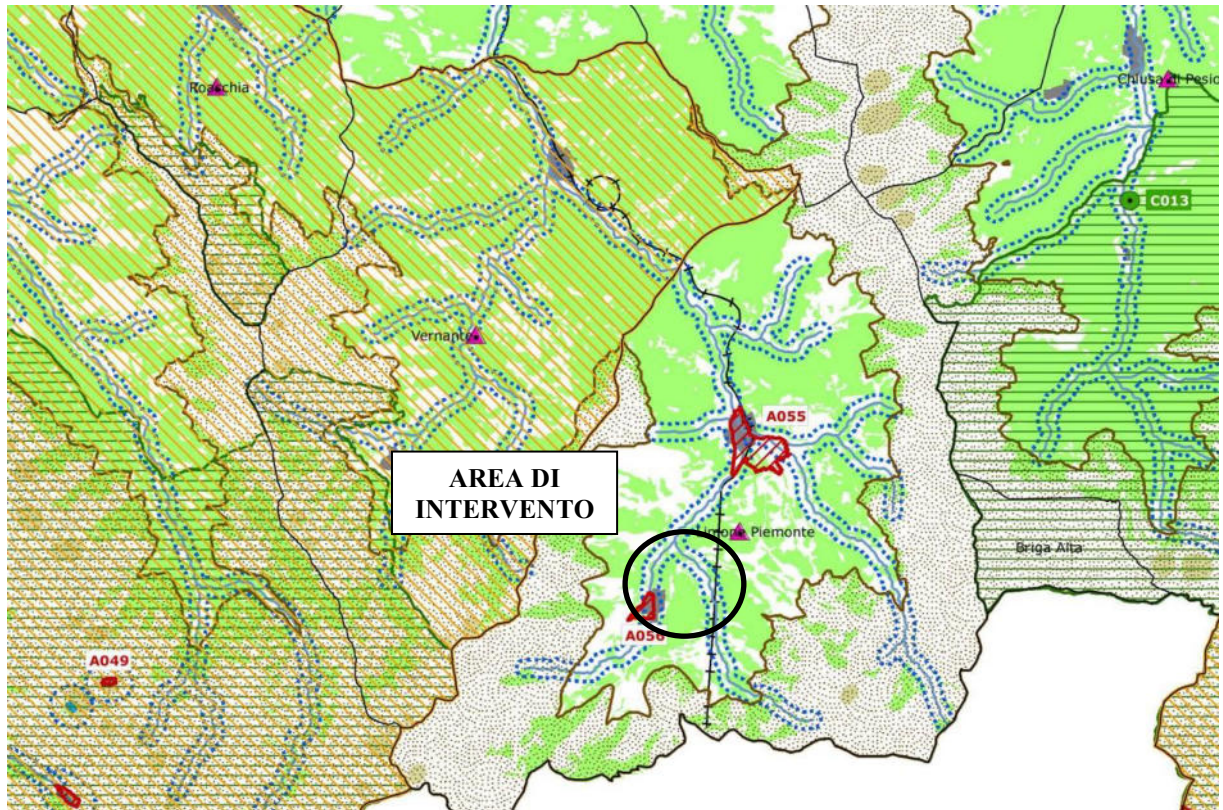 Roaschia
Chiusa di Pesio
C013
Vernante
A055
AREA DI
INTERVENTO
Limone Piemonte
Briga Alta
A056
A049